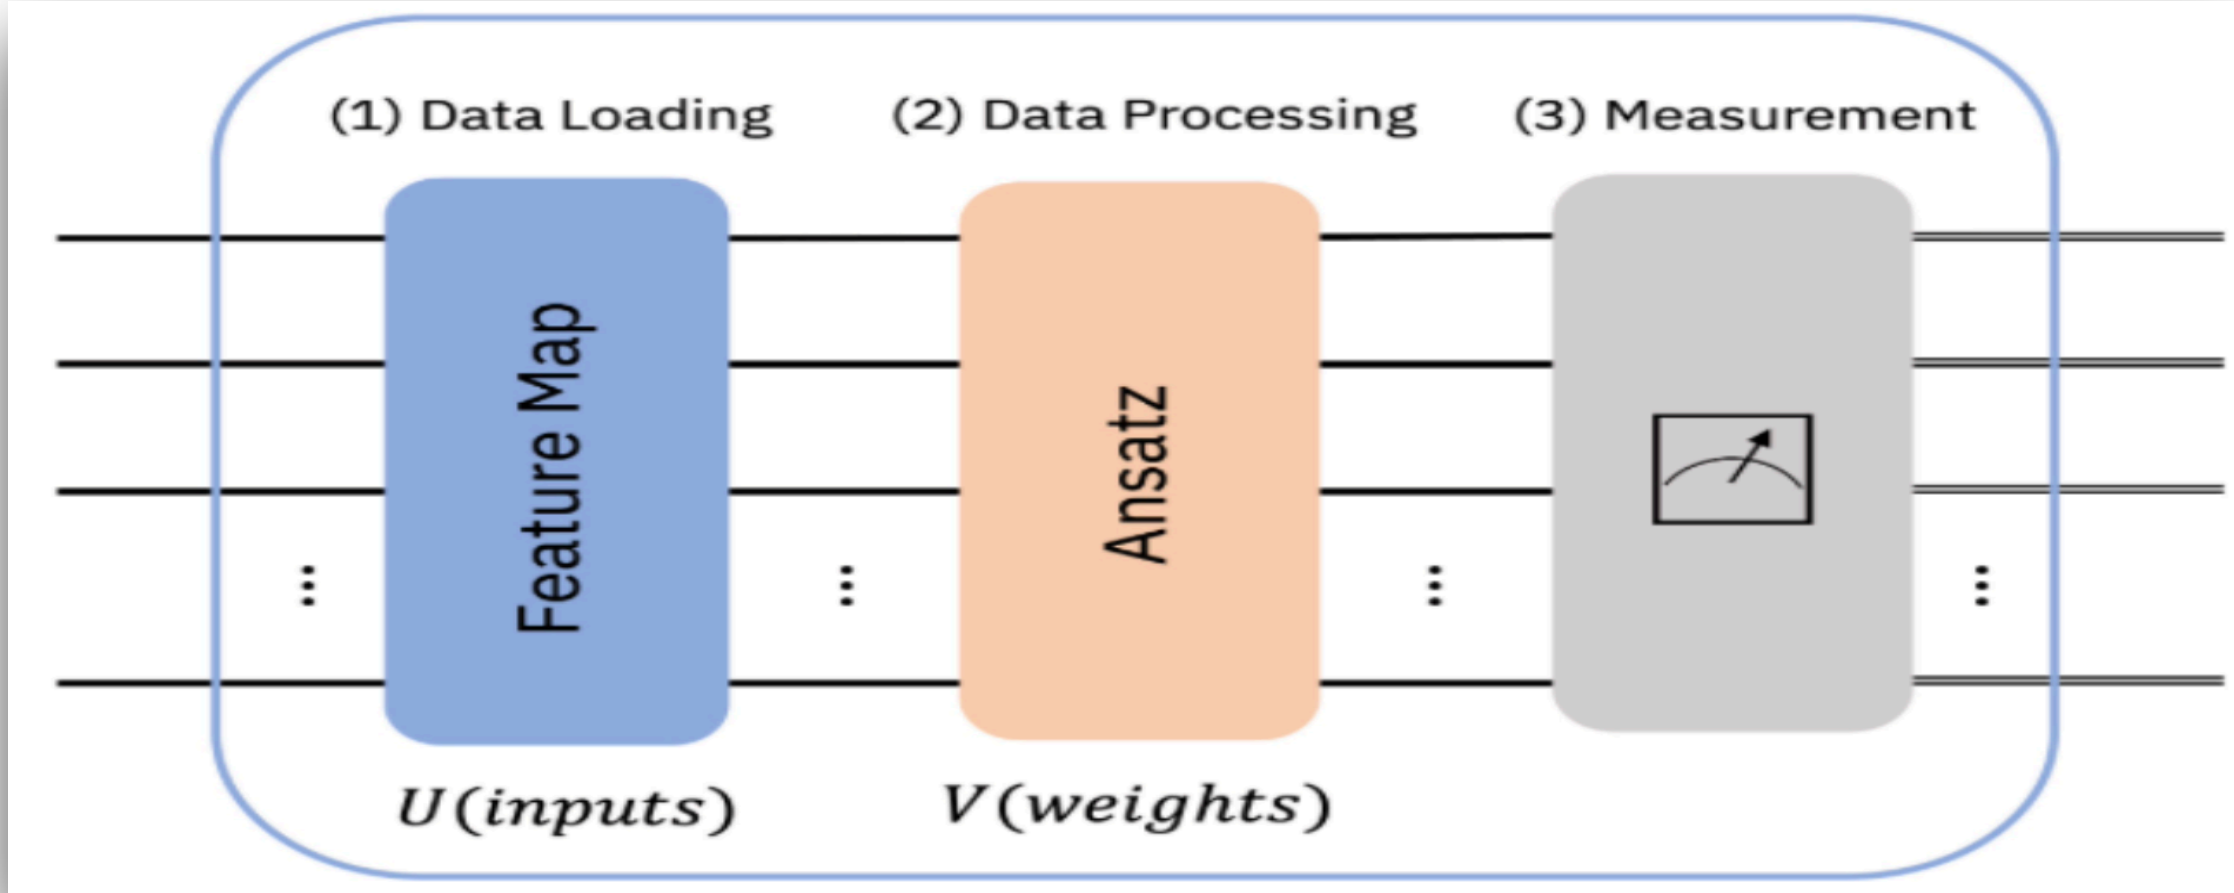 (1) Data Loading
(2) Data Processing
(3) Measurement
Feature Map
Ansatz
U(inputs)
V(weights)